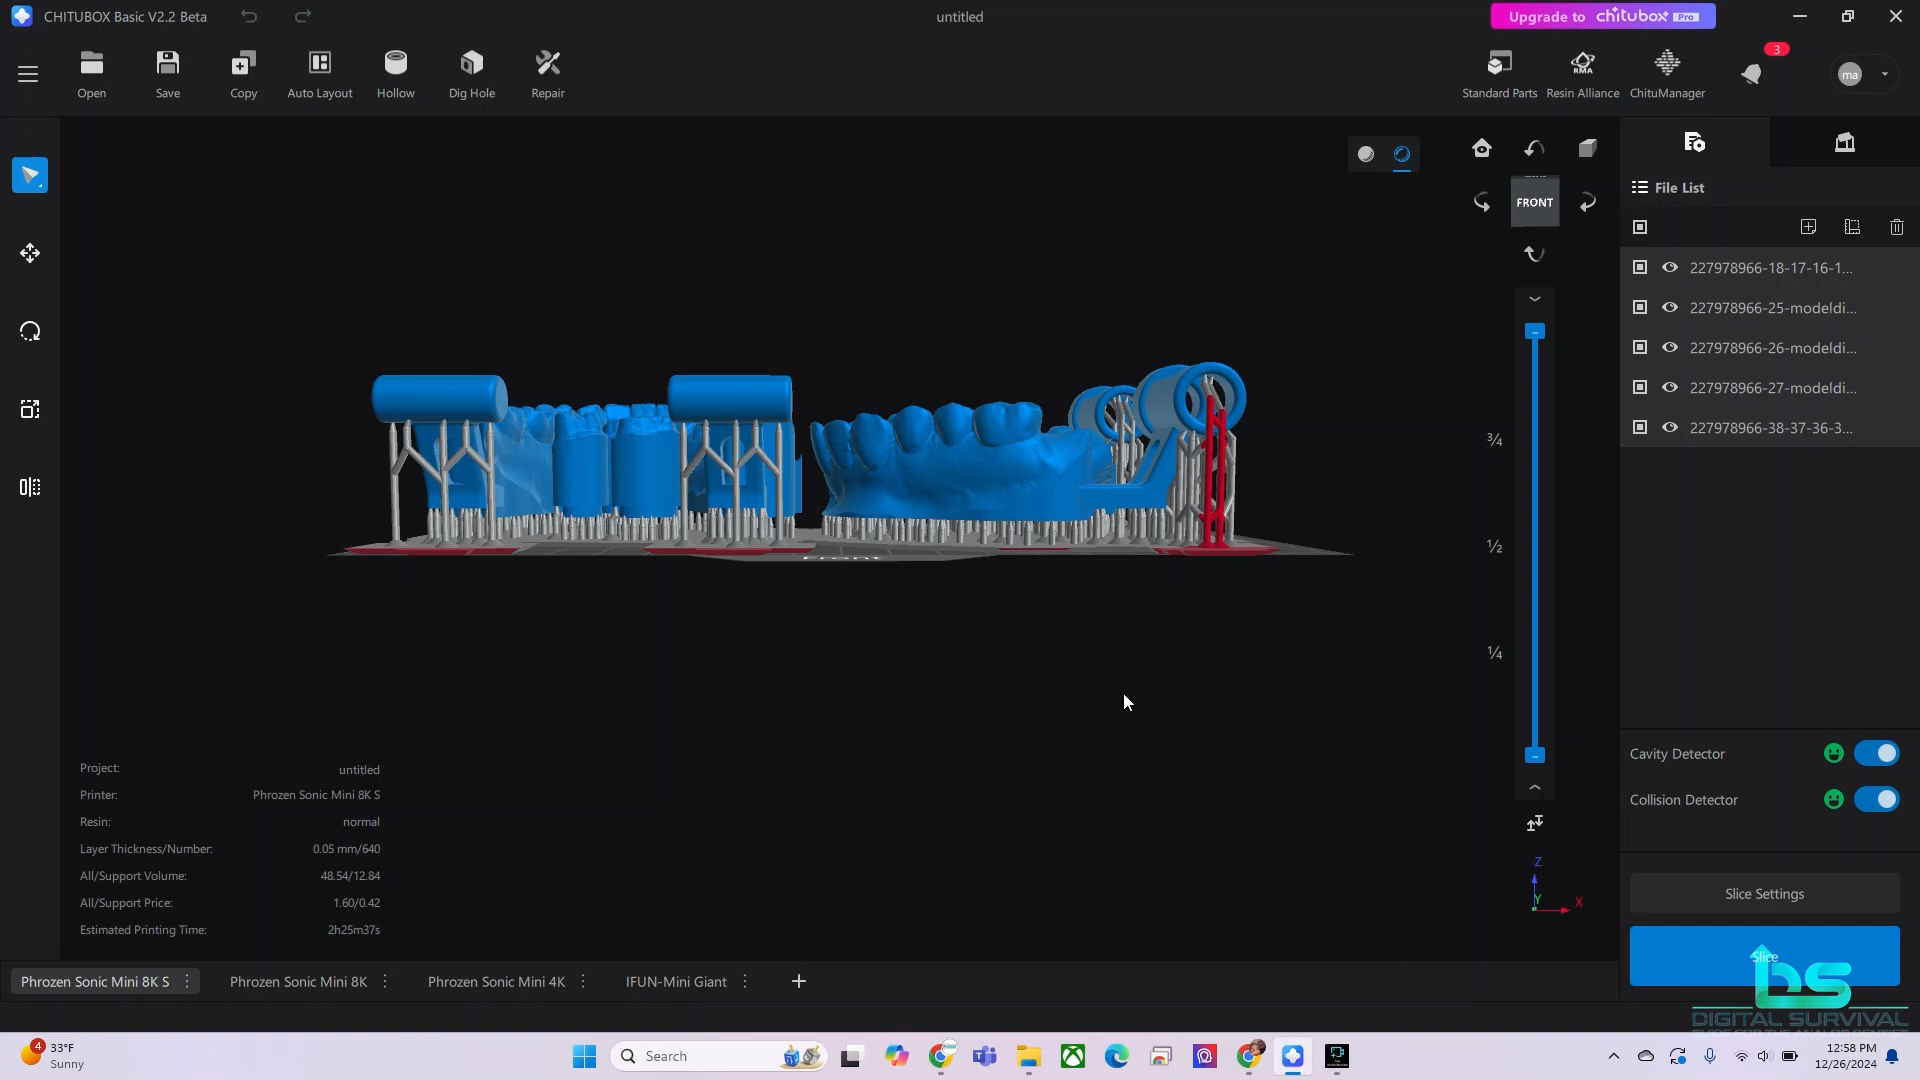 CHITUBOX Basic V2.2 Beta
untitled
Upgrade to chitubox Pro
Open
Save
Copy
Auto Layout
Hollow
Dig Hole
Repair
Standard Parts
RMA
Resin Alliance
ChituManager
3
ma
FRONT
File List
227978966-18-17-16-1...
227978966-25-modeldi...
227978966-26-modeldi...
227978966-27-modeldi...
227978966-38-37-36-3...
3/4
1/2
1/4
Front
Project: untitled
Printer: Phrozen Sonic Mini 8K S
Resin: normal
Layer Thickness/Number: 0.05 mm/640
All/Support Volume: 48.54/12.84
All/Support Price: 1.60/0.42
Estimated Printing Time: 2h25m37s
Z
Y
X
Cavity Detector
Collision Detector
Slice Settings
Slice
Phrozen Sonic Mini 8K S
Phrozen Sonic Mini 8K
Phrozen Sonic Mini 4K
IFUN-Mini Giant
DS
DIGITAL SURVIVAL
4
33°F
Sunny
Search
12:58 PM
12/26/2024